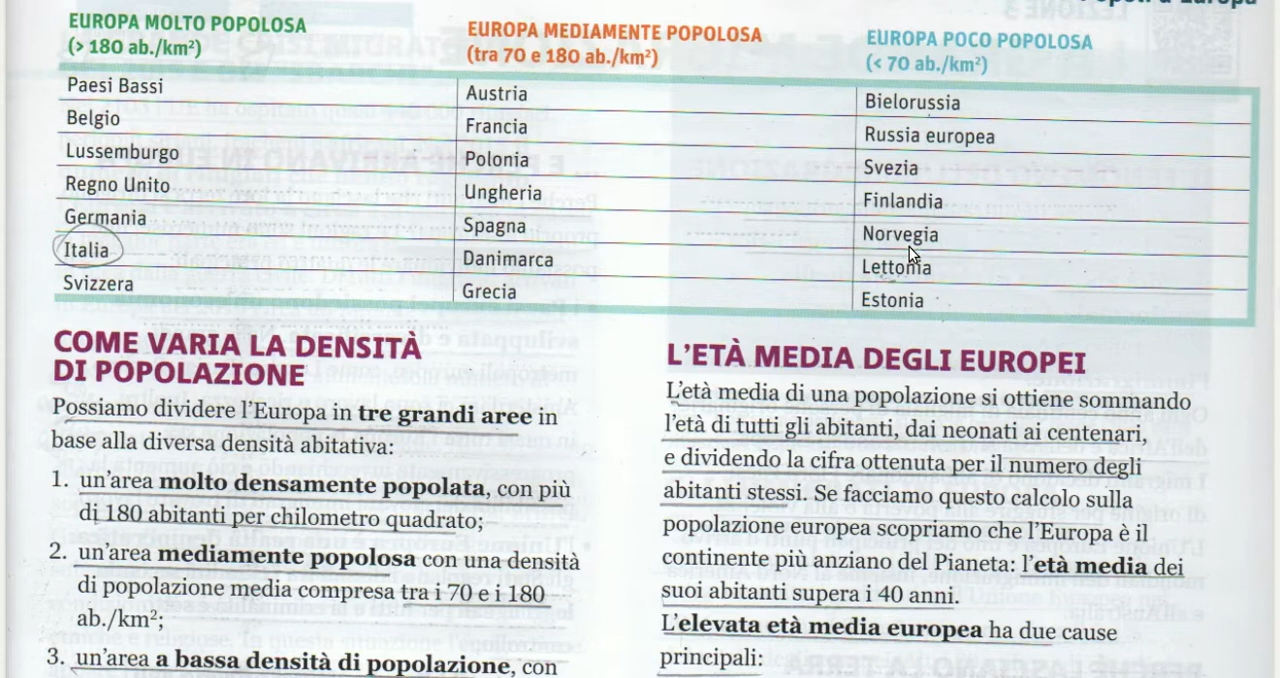 EUROPA MOLTO POPOLOSA
(> 180 ab./km²)
EUROPA MEDIAMENTE POPOLOSA
(tra 70 e 180 ab./km²)
EUROPA POCO POPOLOSA
(< 70 ab./km²)
Paesi Bassi
Austria
Bielorussia
Belgio
Francia
Russia europea
Lussemburgo
Polonia
Svezia
Regno Unito
Ungheria
Finlandia
Germania
Spagna
Norvegia
Italia
Danimarca
Lettonia
Svizzera
Grecia
Estonia
COME VARIA LA DENSITÀ
DI POPOLAZIONE
Possiamo dividere l'Europa in tre grandi aree in
base alla diversa densità abitativa:
1. un'area molto densamente popolata, con più
di 180 abitanti per chilometro quadrato;
2. un'area mediamente popolosa con una densità
di popolazione media compresa tra i 70 e i 180
ab./km²;
3. un'area a bassa densità di popolazione, con
L'ETÀ MEDIA DEGLI EUROPEI
L'età media di una popolazione si ottiene sommando
l'età di tutti gli abitanti, dai neonati ai centenari,
e dividendo la cifra ottenuta per il numero degli
abitanti stessi. Se facciamo questo calcolo sulla
popolazione europea scopriamo che l'Europa è il
continente più anziano del Pianeta: l'età media dei
suoi abitanti supera i 40 anni.
L'elevata età media europea ha due cause
principali: